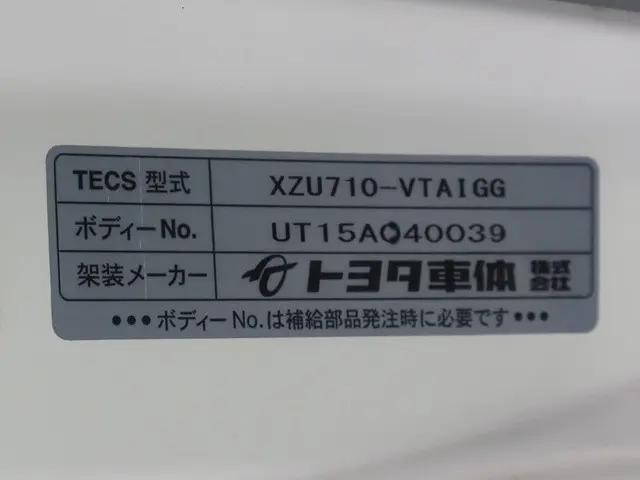 TECS 型式 XZU710-VTAIGG
ボディーNo. UT15A040039
架装メーカー トヨタ車体 株式会社
•••ボディーNo.は補給部品発注時に必要です•••